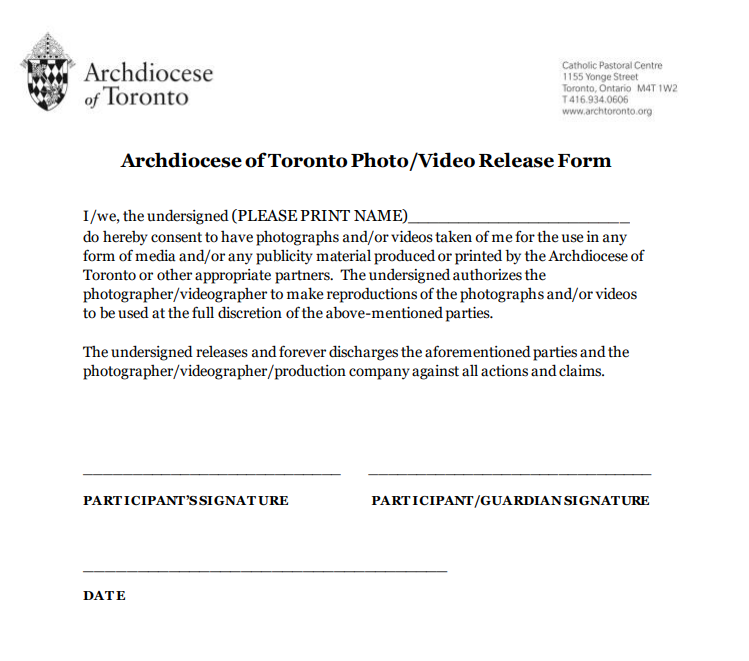 Archdiocese
of Toronto
Catholic Pastoral Centre
1155 Yonge Street
Toronto, Ontario M4T 1W2
T 416.934.0606
www.archtoronto.org
Archdiocese of Toronto Photo/Video Release Form
I/we, the undersigned (PLEASE PRINT NAME)___________________________
do hereby consent to have photographs and/or videos taken of me for the use in any
form of media and/or any publicity material produced or printed by the Archdiocese of
Toronto or other appropriate partners. The undersigned authorizes the
photographer/videographer to make reproductions of the photographs and/or videos
to be used at the full discretion of the above-mentioned parties.
The undersigned releases and forever discharges the aforementioned parties and the
photographer/videographer/production company against all actions and claims.
PARTICIPANT'S SIGNATURE
PARTICIPANT/GUARDIAN SIGNATURE
DATE